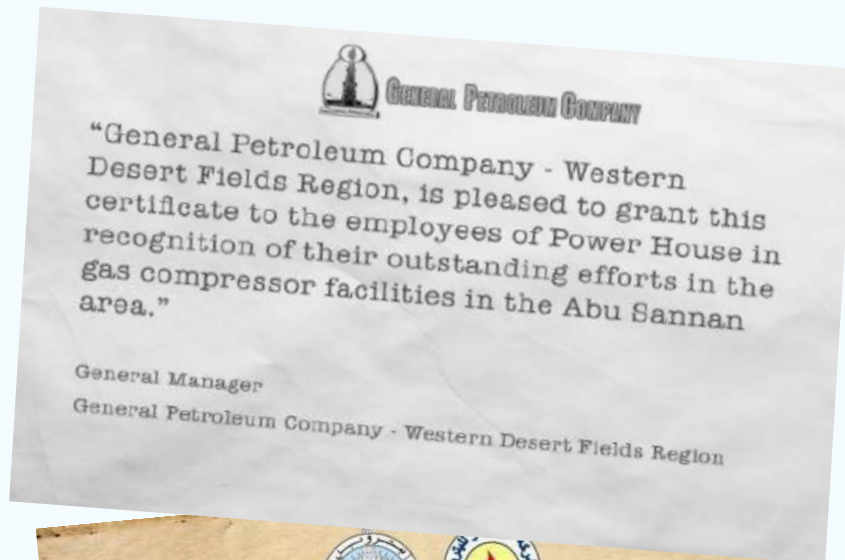 GENERAL PETROLEUM COMPANY
“General Petroleum Company - Western
Desert Fields Region, is pleased to grant this
certificate to the employees of Power House in
recognition of their outstanding efforts in the
gas compressor facilities in the Abu Sannan
area.”
General Manager
General Petroleum Company - Western Desert Fields Region